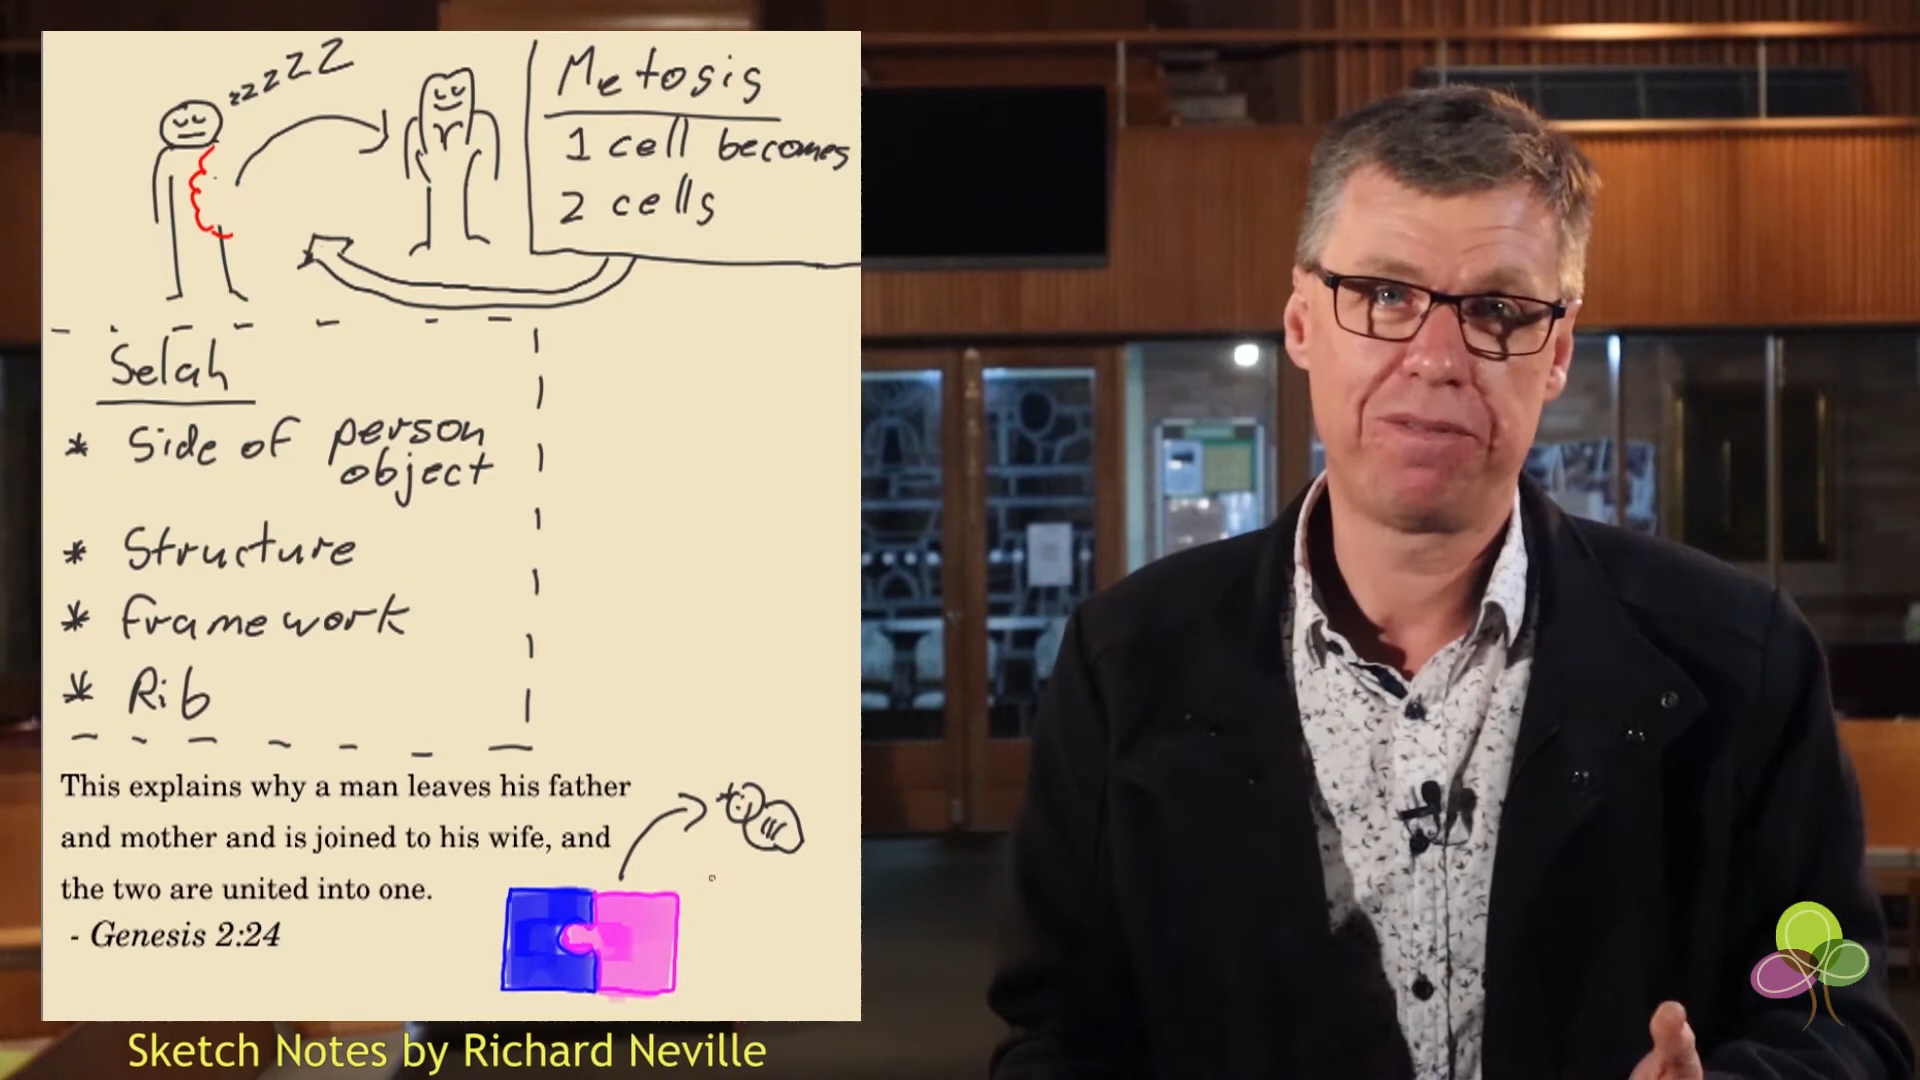 zzzZZ
Metosis
1 cell becomes
2 cells
Selah
* Side of person
object
* Structure
* Framework
* Rib
This explains why a man leaves his father
and mother and is joined to his wife, and
the two are united into one.
- Genesis 2:24
Sketch Notes by Richard Neville